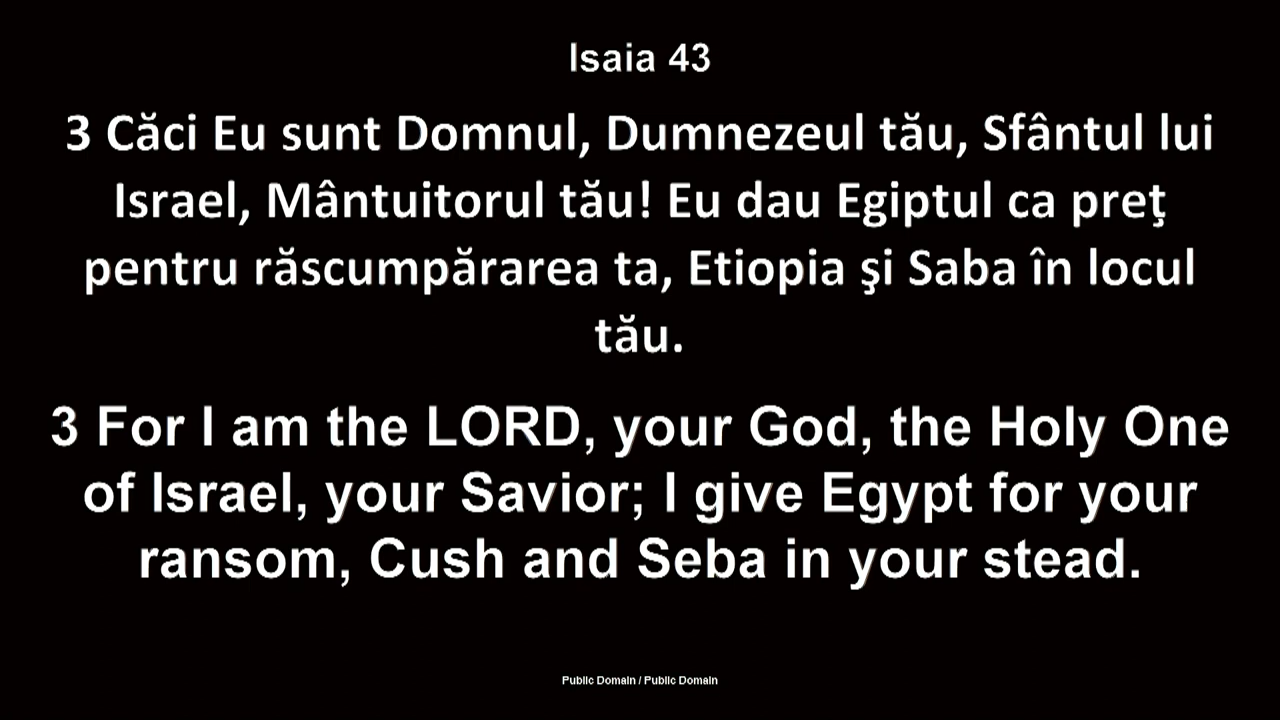 Isaia 43
3 Căci Eu sunt Domnul, Dumnezeul tău, Sfântul lui
Israel, Mântuitorul tău! Eu dau Egiptul ca preţ
pentru răscumpărarea ta, Etiopia şi Saba în locul
tău.
3 For I am the LORD, your God, the Holy One
of Israel, your Savior; I give Egypt for your
ransom, Cush and Seba in your stead.
Public Domain / Public Domain